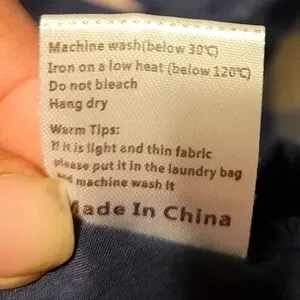 Machine wash(below 30℃)
Iron on a low heat (below 120℃)
Do not bleach
Hang dry
Warm Tips:
If it is light and thin fabric
please put it in the laundry bag
machine wash it
Made In China